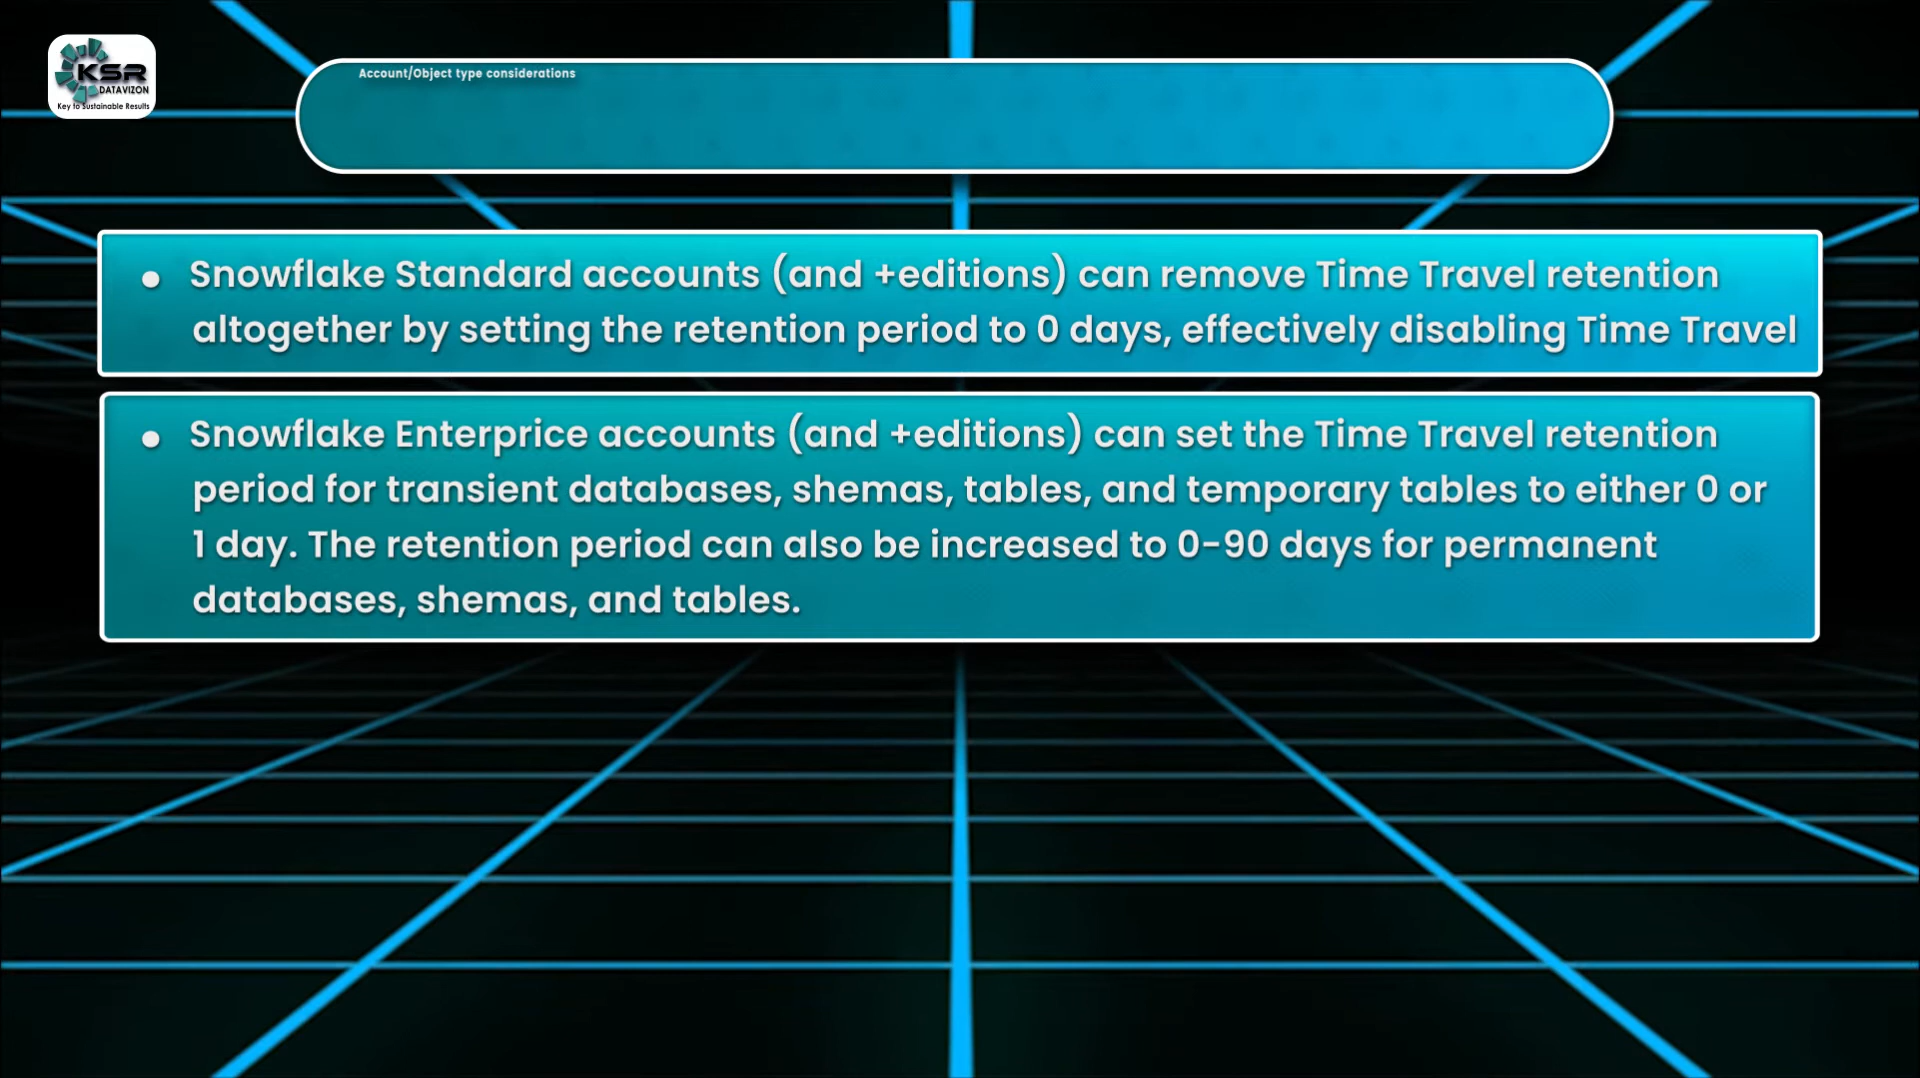 KSR
DATAVIZON
Key to Sustainable Results
Account/Object type considerations
• Snowflake Standard accounts (and +editions) can remove Time Travel retention
altogether by setting the retention period to 0 days, effectively disabling Time Travel
• Snowflake Enterprice accounts (and +editions) can set the Time Travel retention
period for transient databases, shemas, tables, and temporary tables to either 0 or
1 day. The retention period can also be increased to 0-90 days for permanent
databases, shemas, and tables.